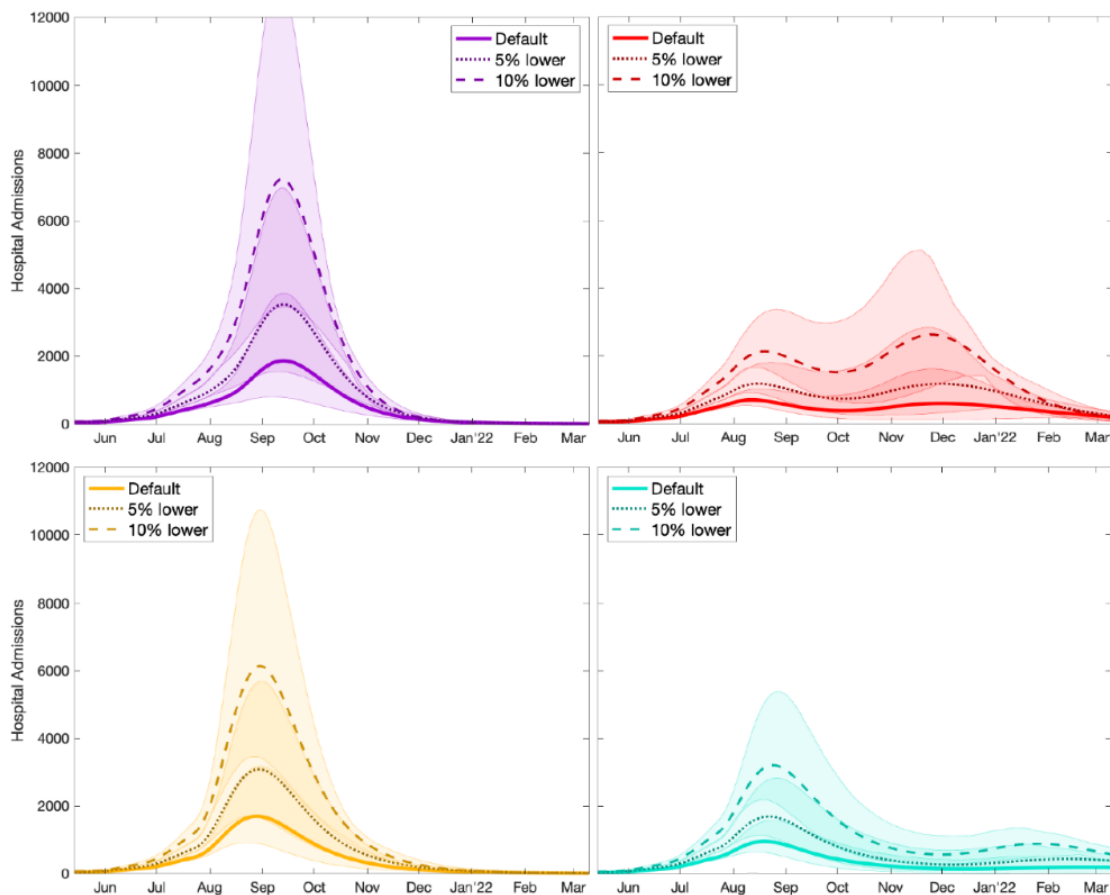 12000
10000
8000
6000
4000
2000
0
Hospital Admissions
Default
5% lower
10% lower
Jun Jul Aug Sep Oct Nov Dec Jan'22 Feb Mar
Default
5% lower
10% lower
Jun Jul Aug Sep Oct Nov Dec Jan'22 Feb Mar
12000
10000
8000
6000
4000
2000
0
Hospital Admissions
Default
5% lower
10% lower
Jun Jul Aug Sep Oct Nov Dec Jan'22 Feb Mar
Default
5% lower
10% lower
Jun Jul Aug Sep Oct Nov Dec Jan'22 Feb Mar